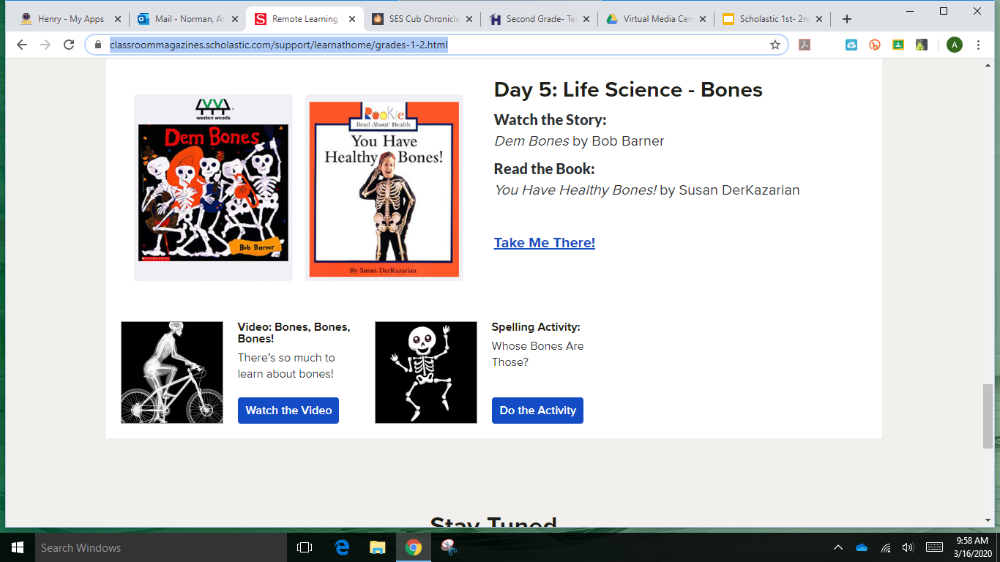 Henry - My Apps
Mail - Norman, An
Remote Learning
SES Cub Chronicle
Second Grade- Te
Virtual Media Cen
Scholastic 1st- 2n
classroommagazines.scholastic.com/support/learnathome/grades-1-2.html
A
Day 5: Life Science - Bones
Watch the Story:
Dem Bones by Bob Barner
Read the Book:
You Have Healthy Bones! by Susan DerKazarian
Take Me There!
weston woods
Dem Bones
Bob Barner
SCHOLASTIC
Rookie
Read-About® Health
You Have
Healthy Bones!
By Susan DerKazarian
Video: Bones, Bones,
Bones!
There's so much to
learn about bones!
Watch the Video
Spelling Activity:
Whose Bones Are
Those?
Do the Activity
Stay Tuned
Search Windows
9:58 AM
3/16/2020